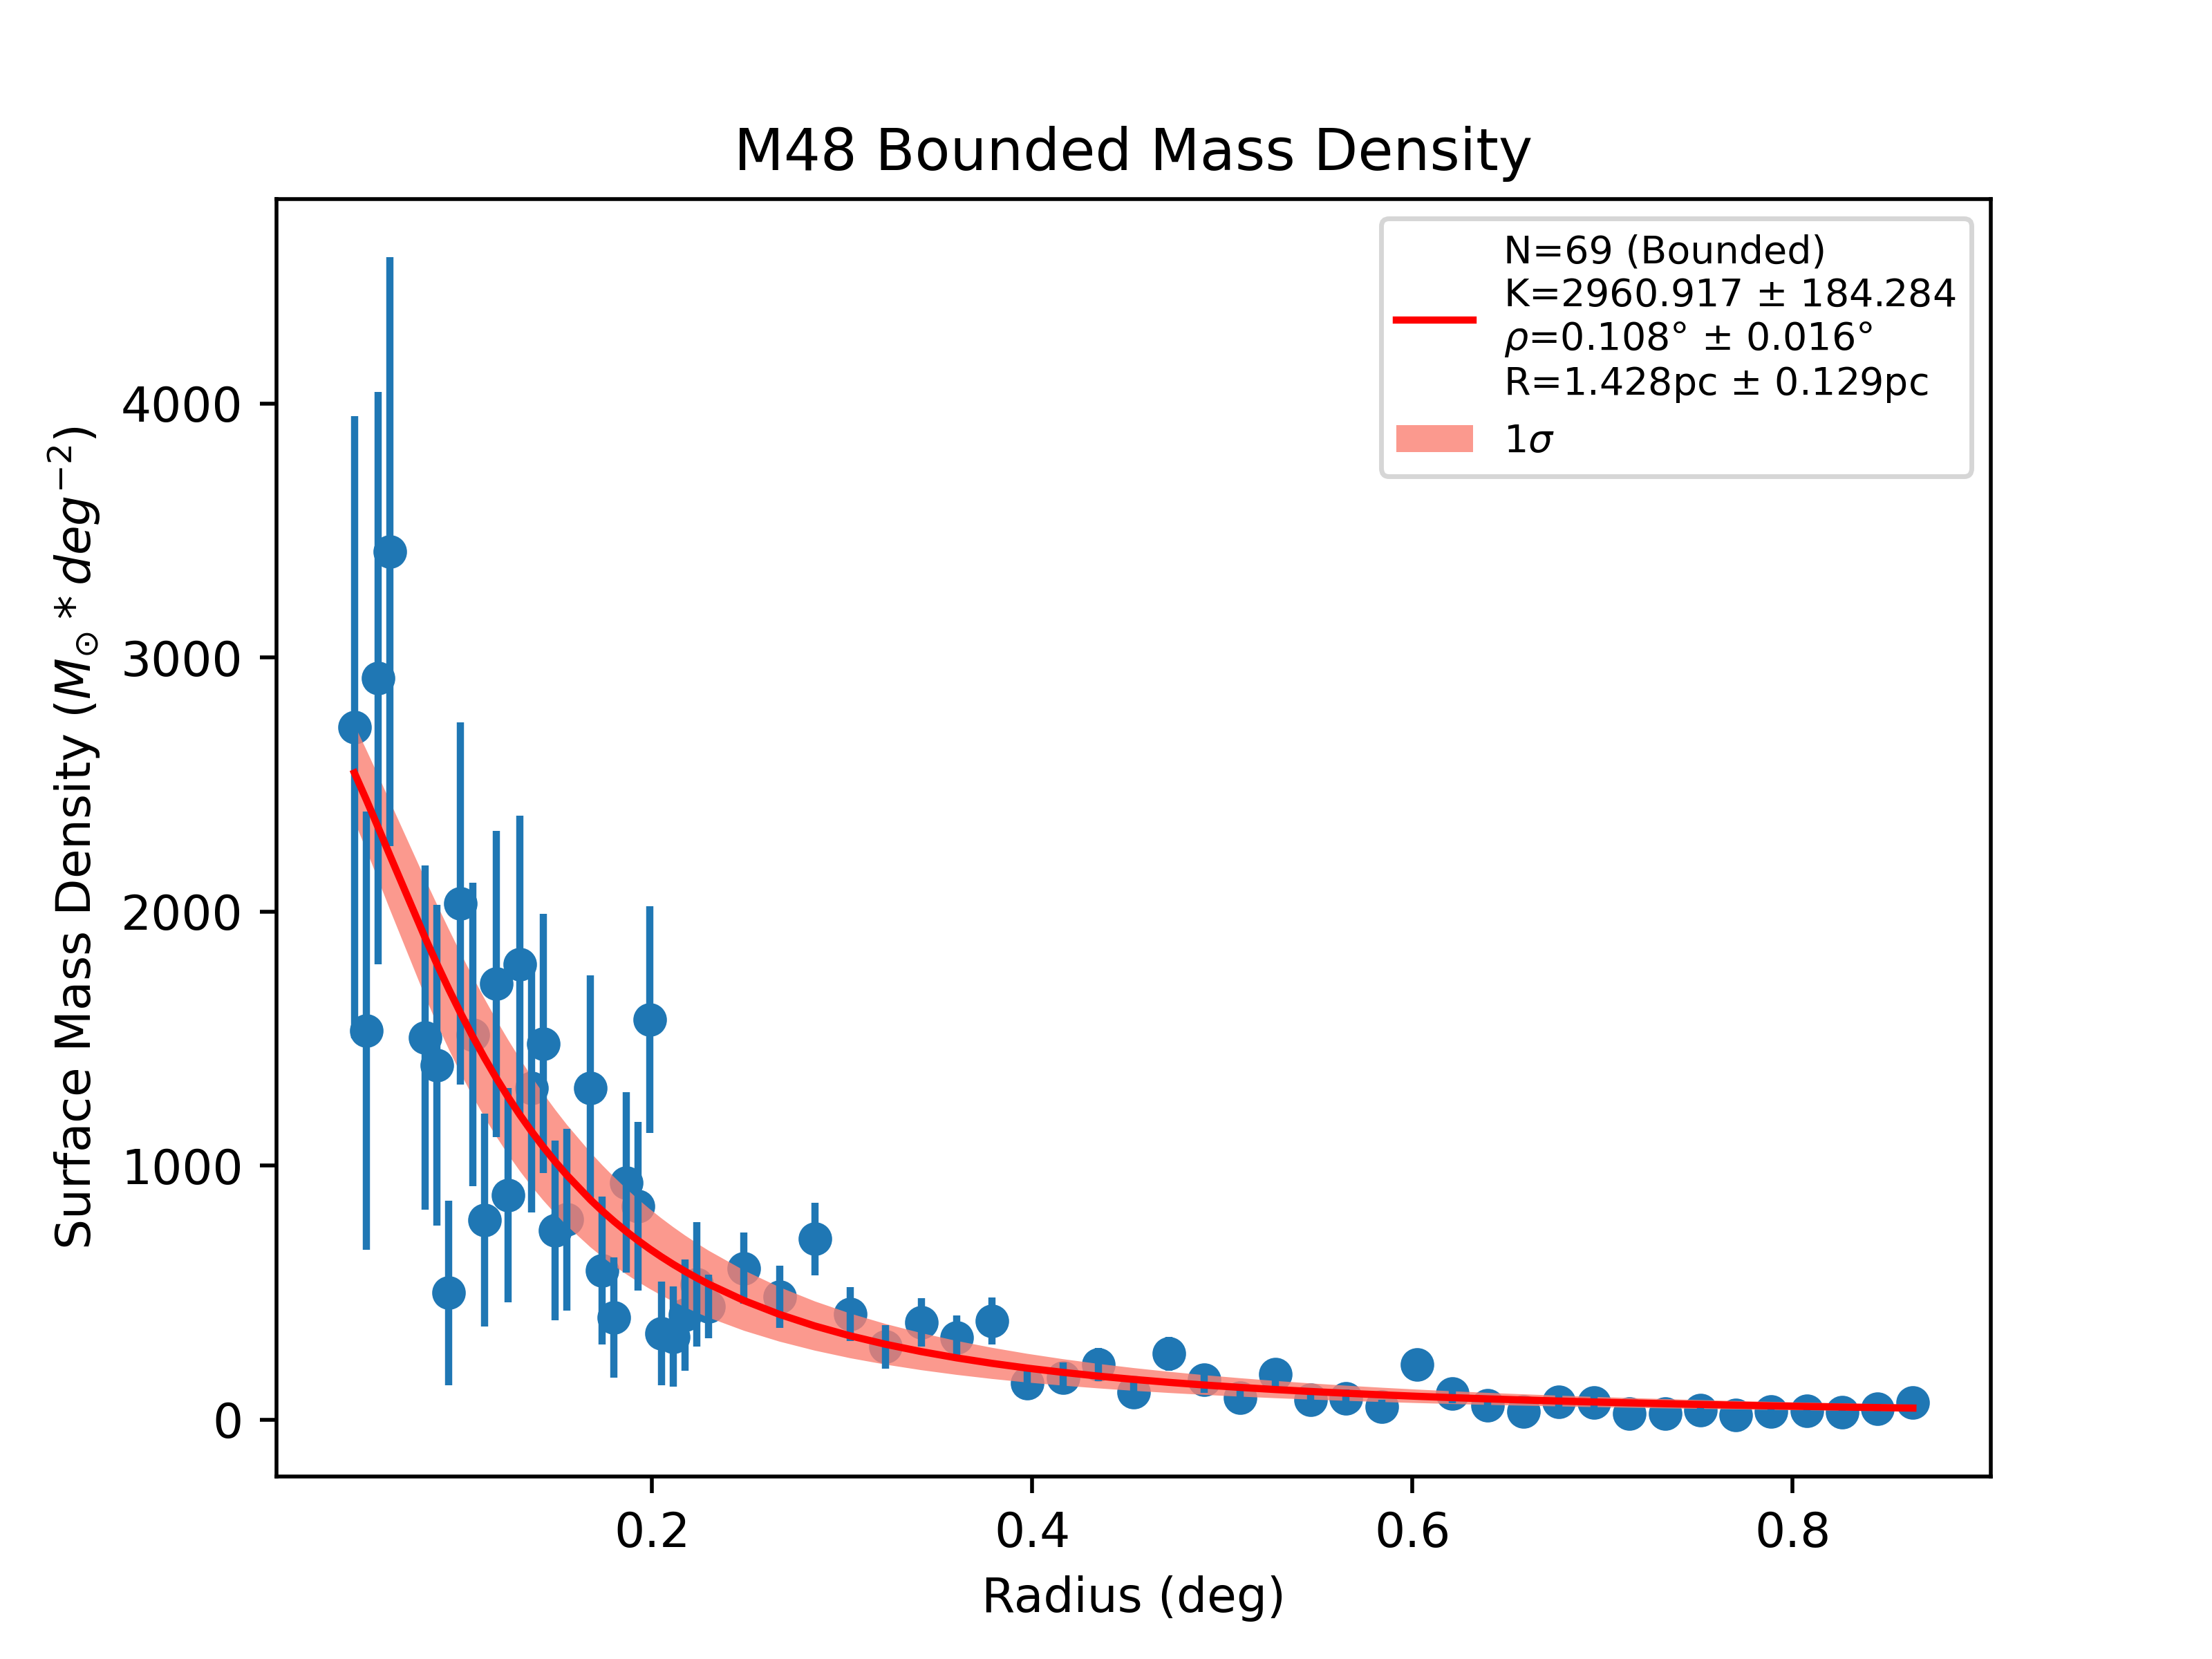 M48 Bounded Mass Density
N=69 (Bounded)
K=2960.917 ± 184.284
ρ=0.108° ± 0.016°
R=1.428pc ± 0.129pc
1σ
Surface Mass Density (M☉ * deg⁻²)
4000
3000
2000
1000
0
0.2 0.4 0.6 0.8
Radius (deg)